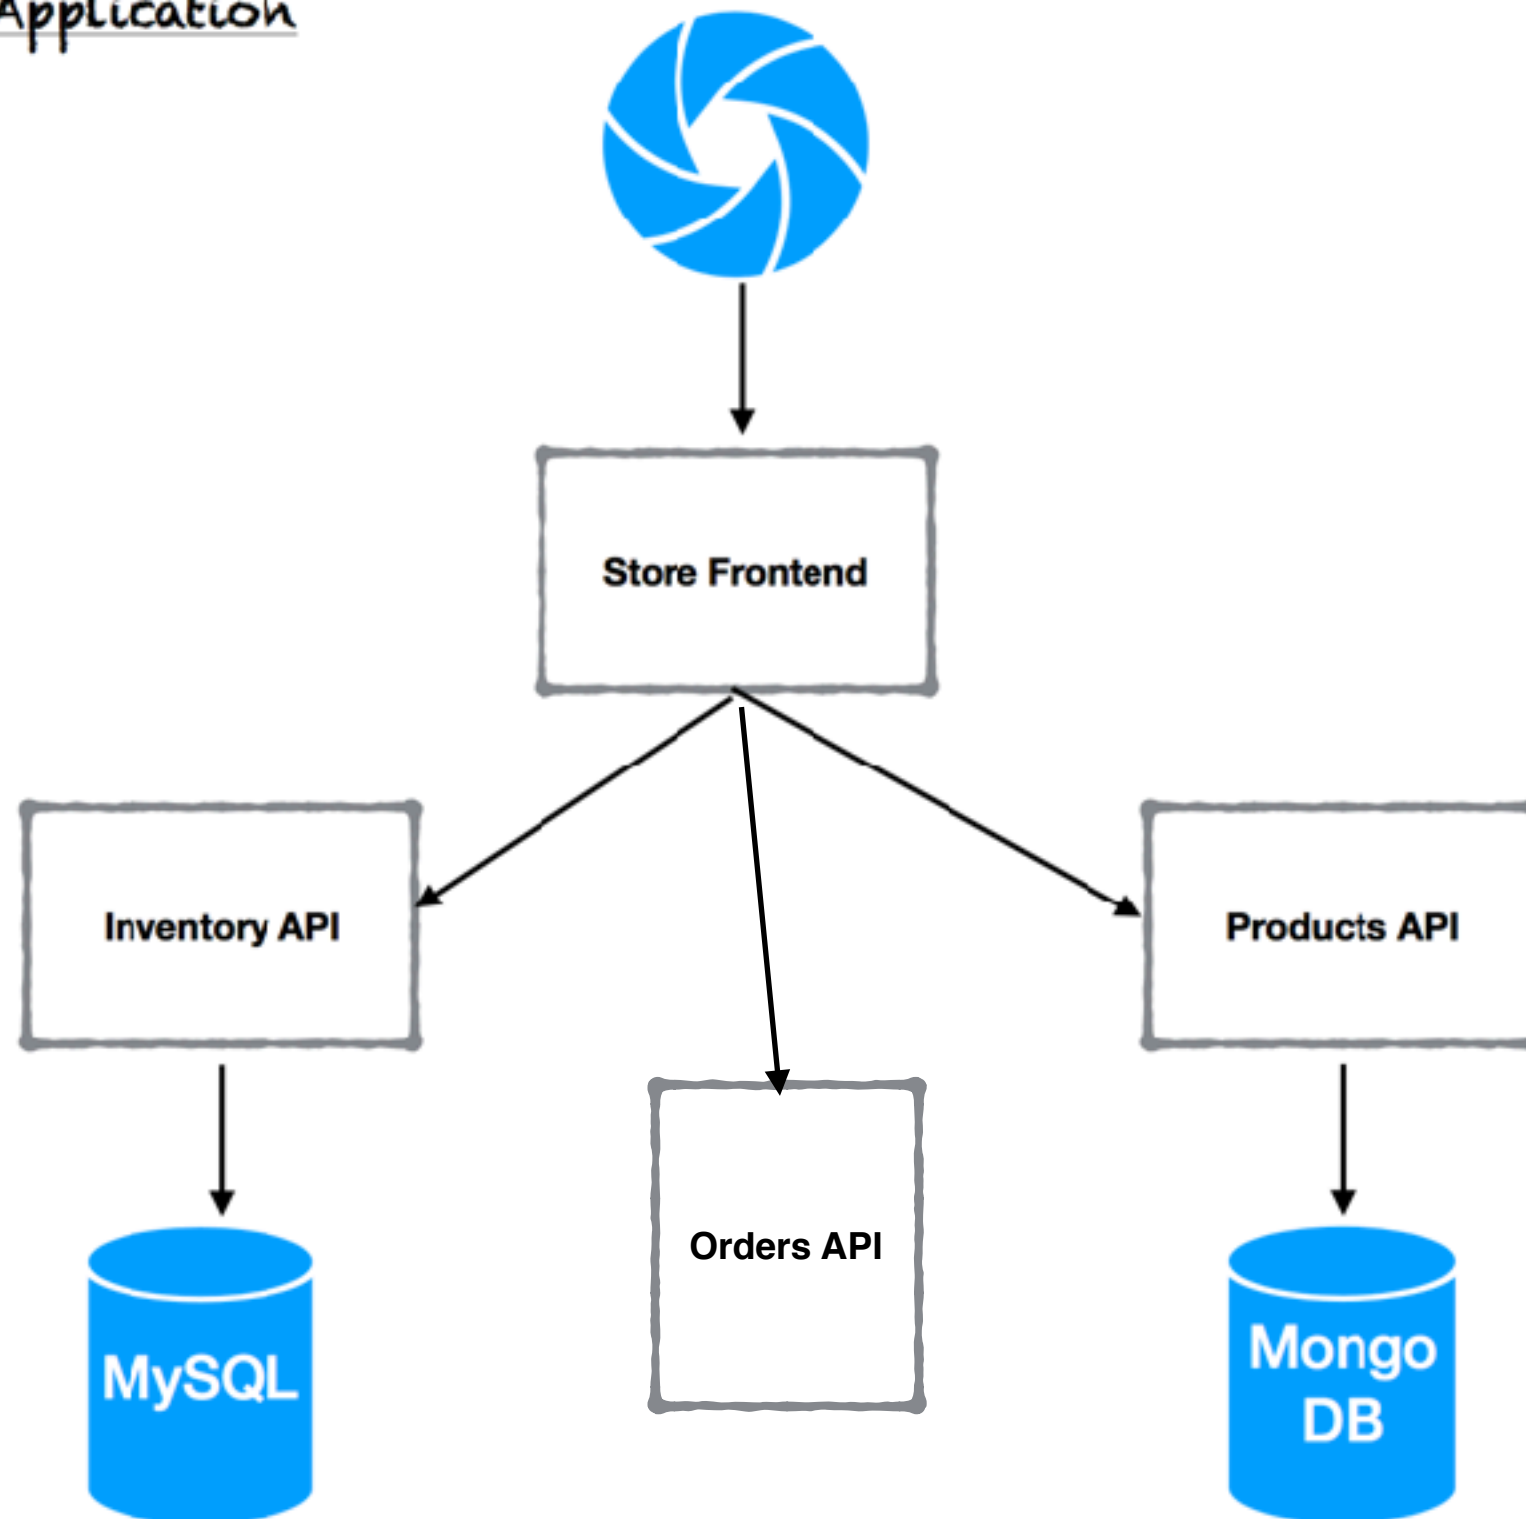 Application
Store Frontend
Inventory API
Products API
Orders API
MySQL
Mongo
DB